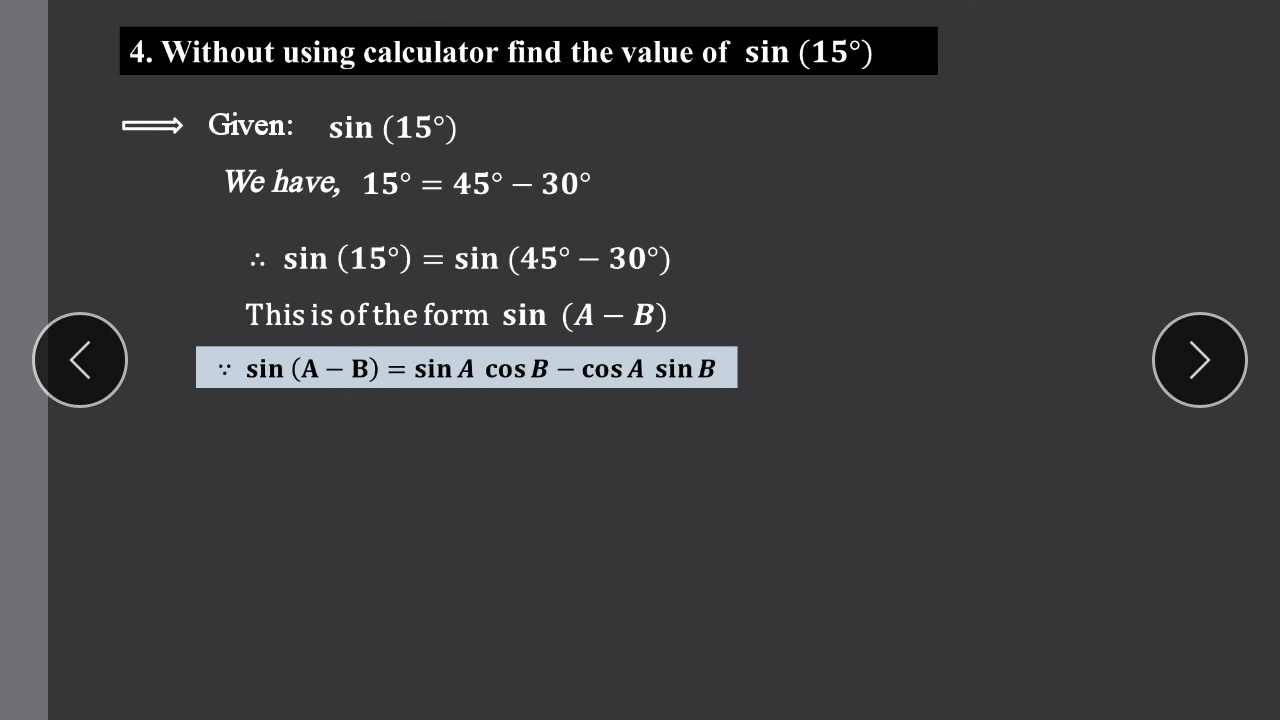 4. Without using calculator find the value of sin (15°)
⟹ Given: sin (15°)
We have, 15° = 45° − 30°
∴ sin (15°) = sin (45° − 30°)
This is of the form sin (A − B)
∵ sin (A − B) = sin A cos B − cos A sin B